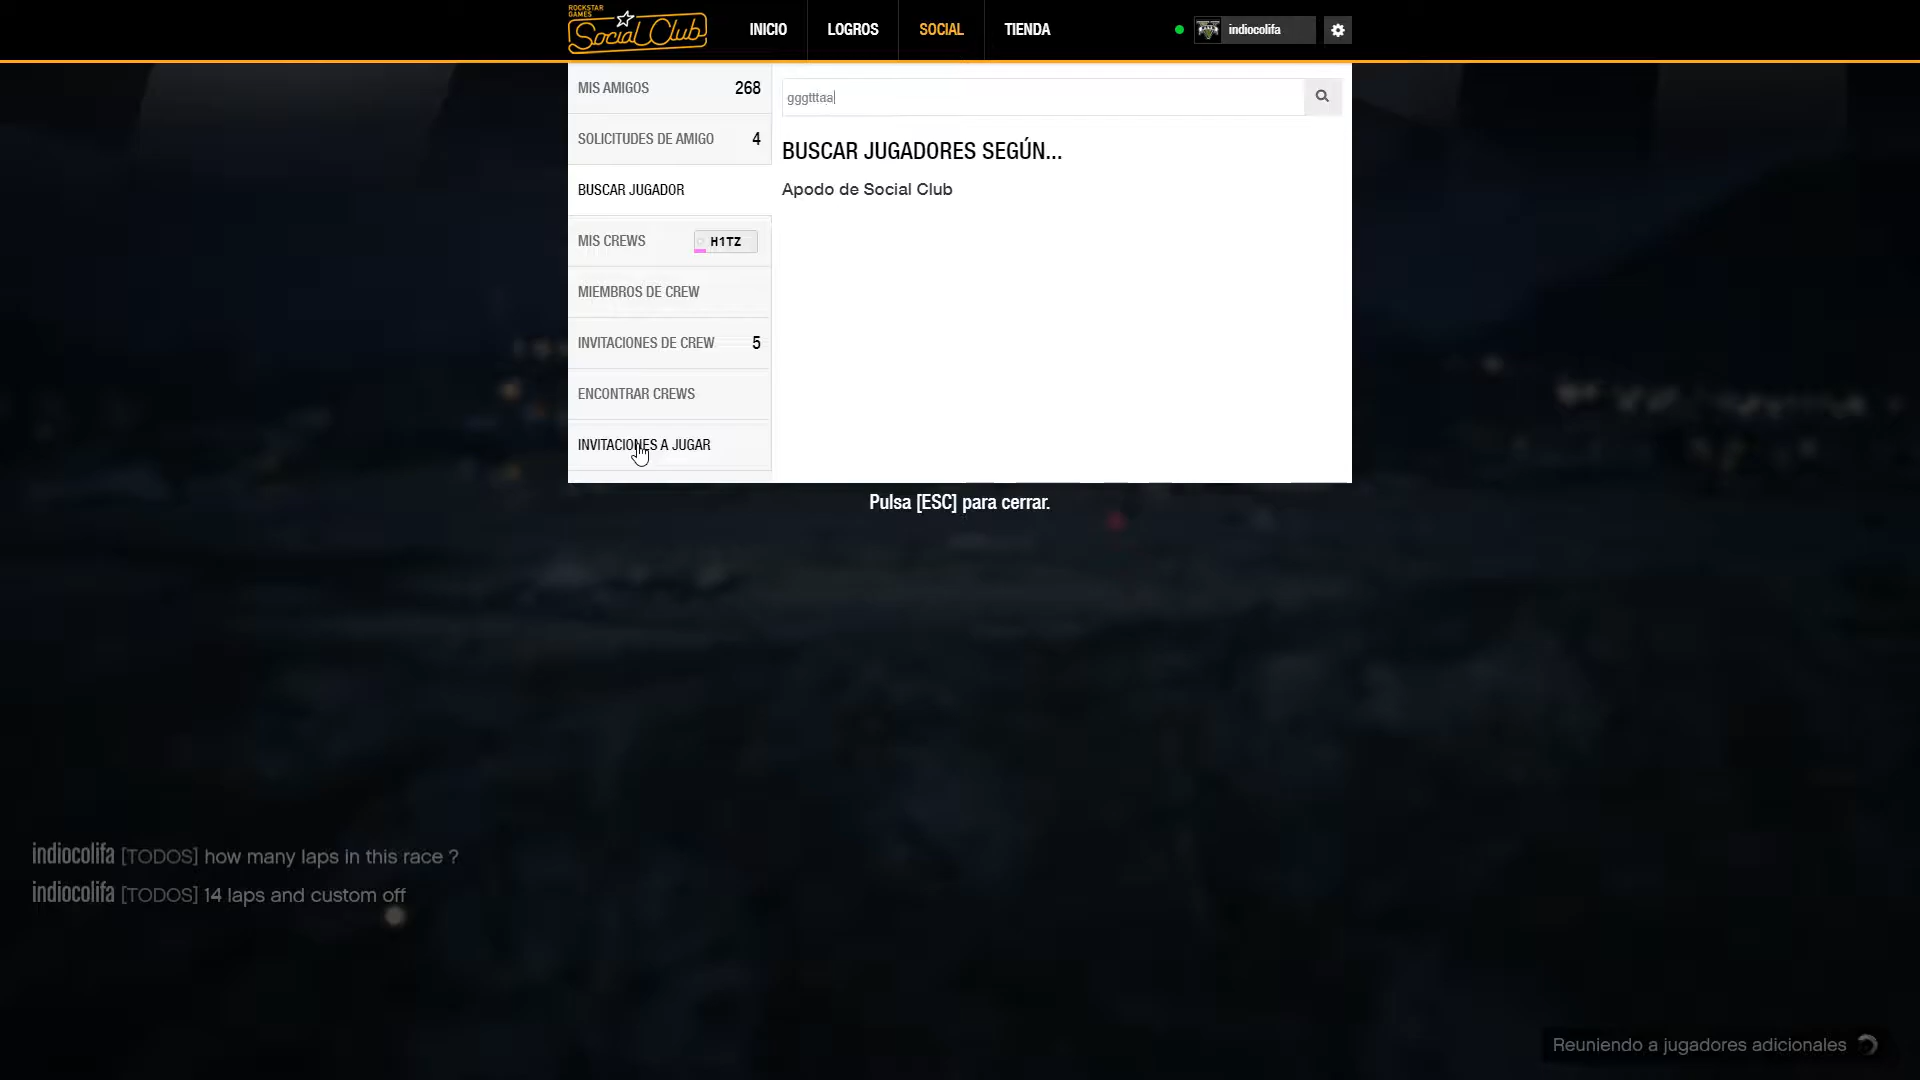 ROCKSTAR
GAMES
Social Club
INICIO
LOGROS
SOCIAL
TIENDA
indiocolifa
MIS AMIGOS 268
SOLICITUDES DE AMIGO 4
BUSCAR JUGADOR
MIS CREWS H1TZ
MIEMBROS DE CREW
INVITACIONES DE CREW 5
ENCONTRAR CREWS
INVITACIONES A JUGAR
gggtttaa
BUSCAR JUGADORES SEGÚN...
Apodo de Social Club
Pulsa [ESC] para cerrar.
indiocolifa [TODOS] how many laps in this race ?
indiocolifa [TODOS] 14 laps and custom off
Reuniendo a jugadores adicionales